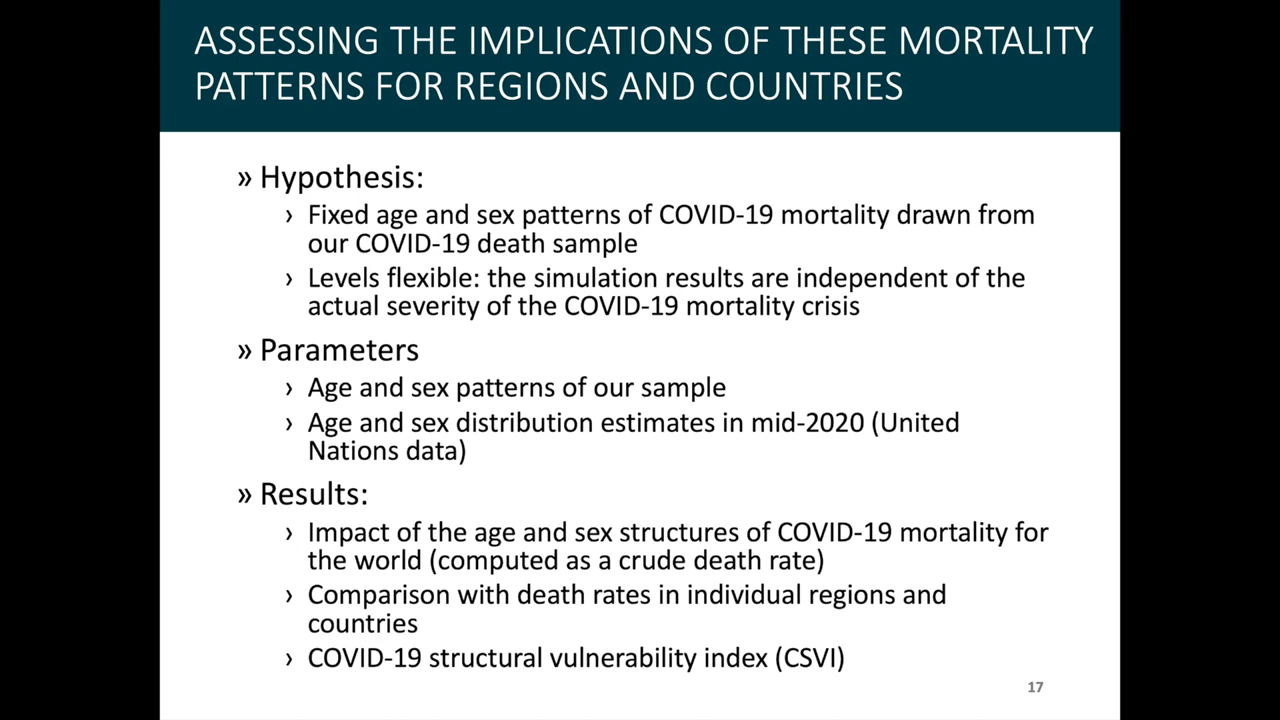 ASSESSING THE IMPLICATIONS OF THESE MORTALITY
PATTERNS FOR REGIONS AND COUNTRIES
» Hypothesis:
› Fixed age and sex patterns of COVID-19 mortality drawn from
our COVID-19 death sample
› Levels flexible: the simulation results are independent of the
actual severity of the COVID-19 mortality crisis
» Parameters
› Age and sex patterns of our sample
› Age and sex distribution estimates in mid-2020 (United
Nations data)
» Results:
› Impact of the age and sex structures of COVID-19 mortality for
the world (computed as a crude death rate)
› Comparison with death rates in individual regions and
countries
› COVID-19 structural vulnerability index (CSVI)
17